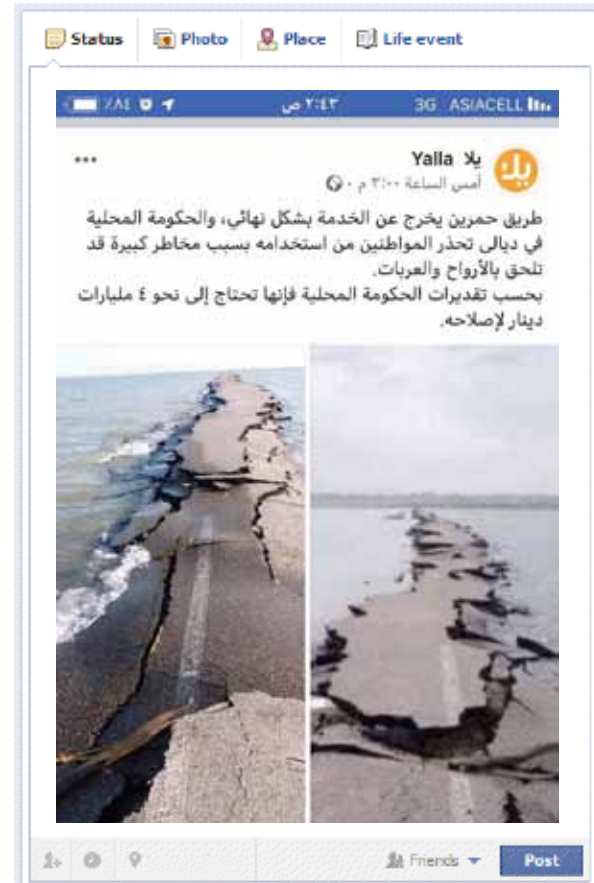 Status Photo Place Life event
٪٨٤ ٢:٤٣ ص 3G ASIACELL
Yalla يلا
يلا
أمس الساعة ٣:٠٠ م
طريق حمرين يخرج عن الخدمة بشكل نهائي، والحكومة المحلية
في ديالى تحذر المواطنين من استخدامه بسبب مخاطر كبيرة قد
تلحق بالأرواح والعربات.
بحسب تقديرات الحكومة المحلية فإنها تحتاج إلى نحو ٤ مليارات
دينار لإصلاحه.
Friends Post